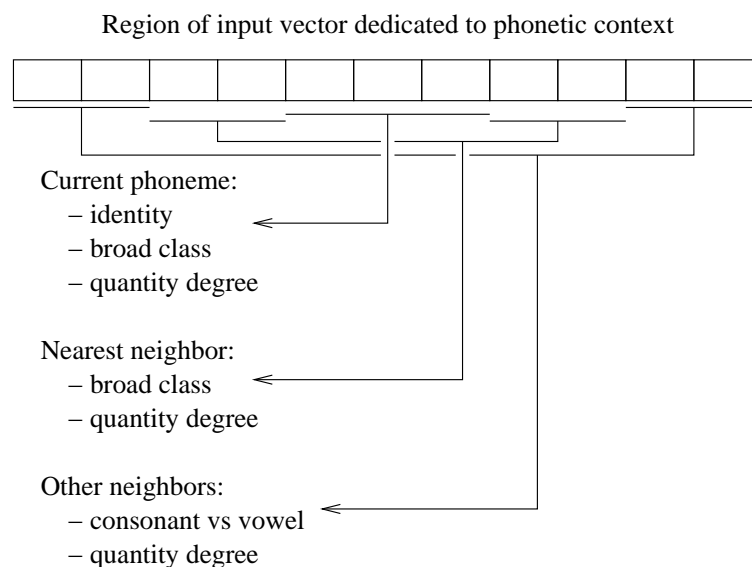 Region of input vector dedicated to phonetic context
Current phoneme:
– identity
– broad class
– quantity degree
Nearest neighbor:
– broad class
– quantity degree
Other neighbors:
– consonant vs vowel
– quantity degree